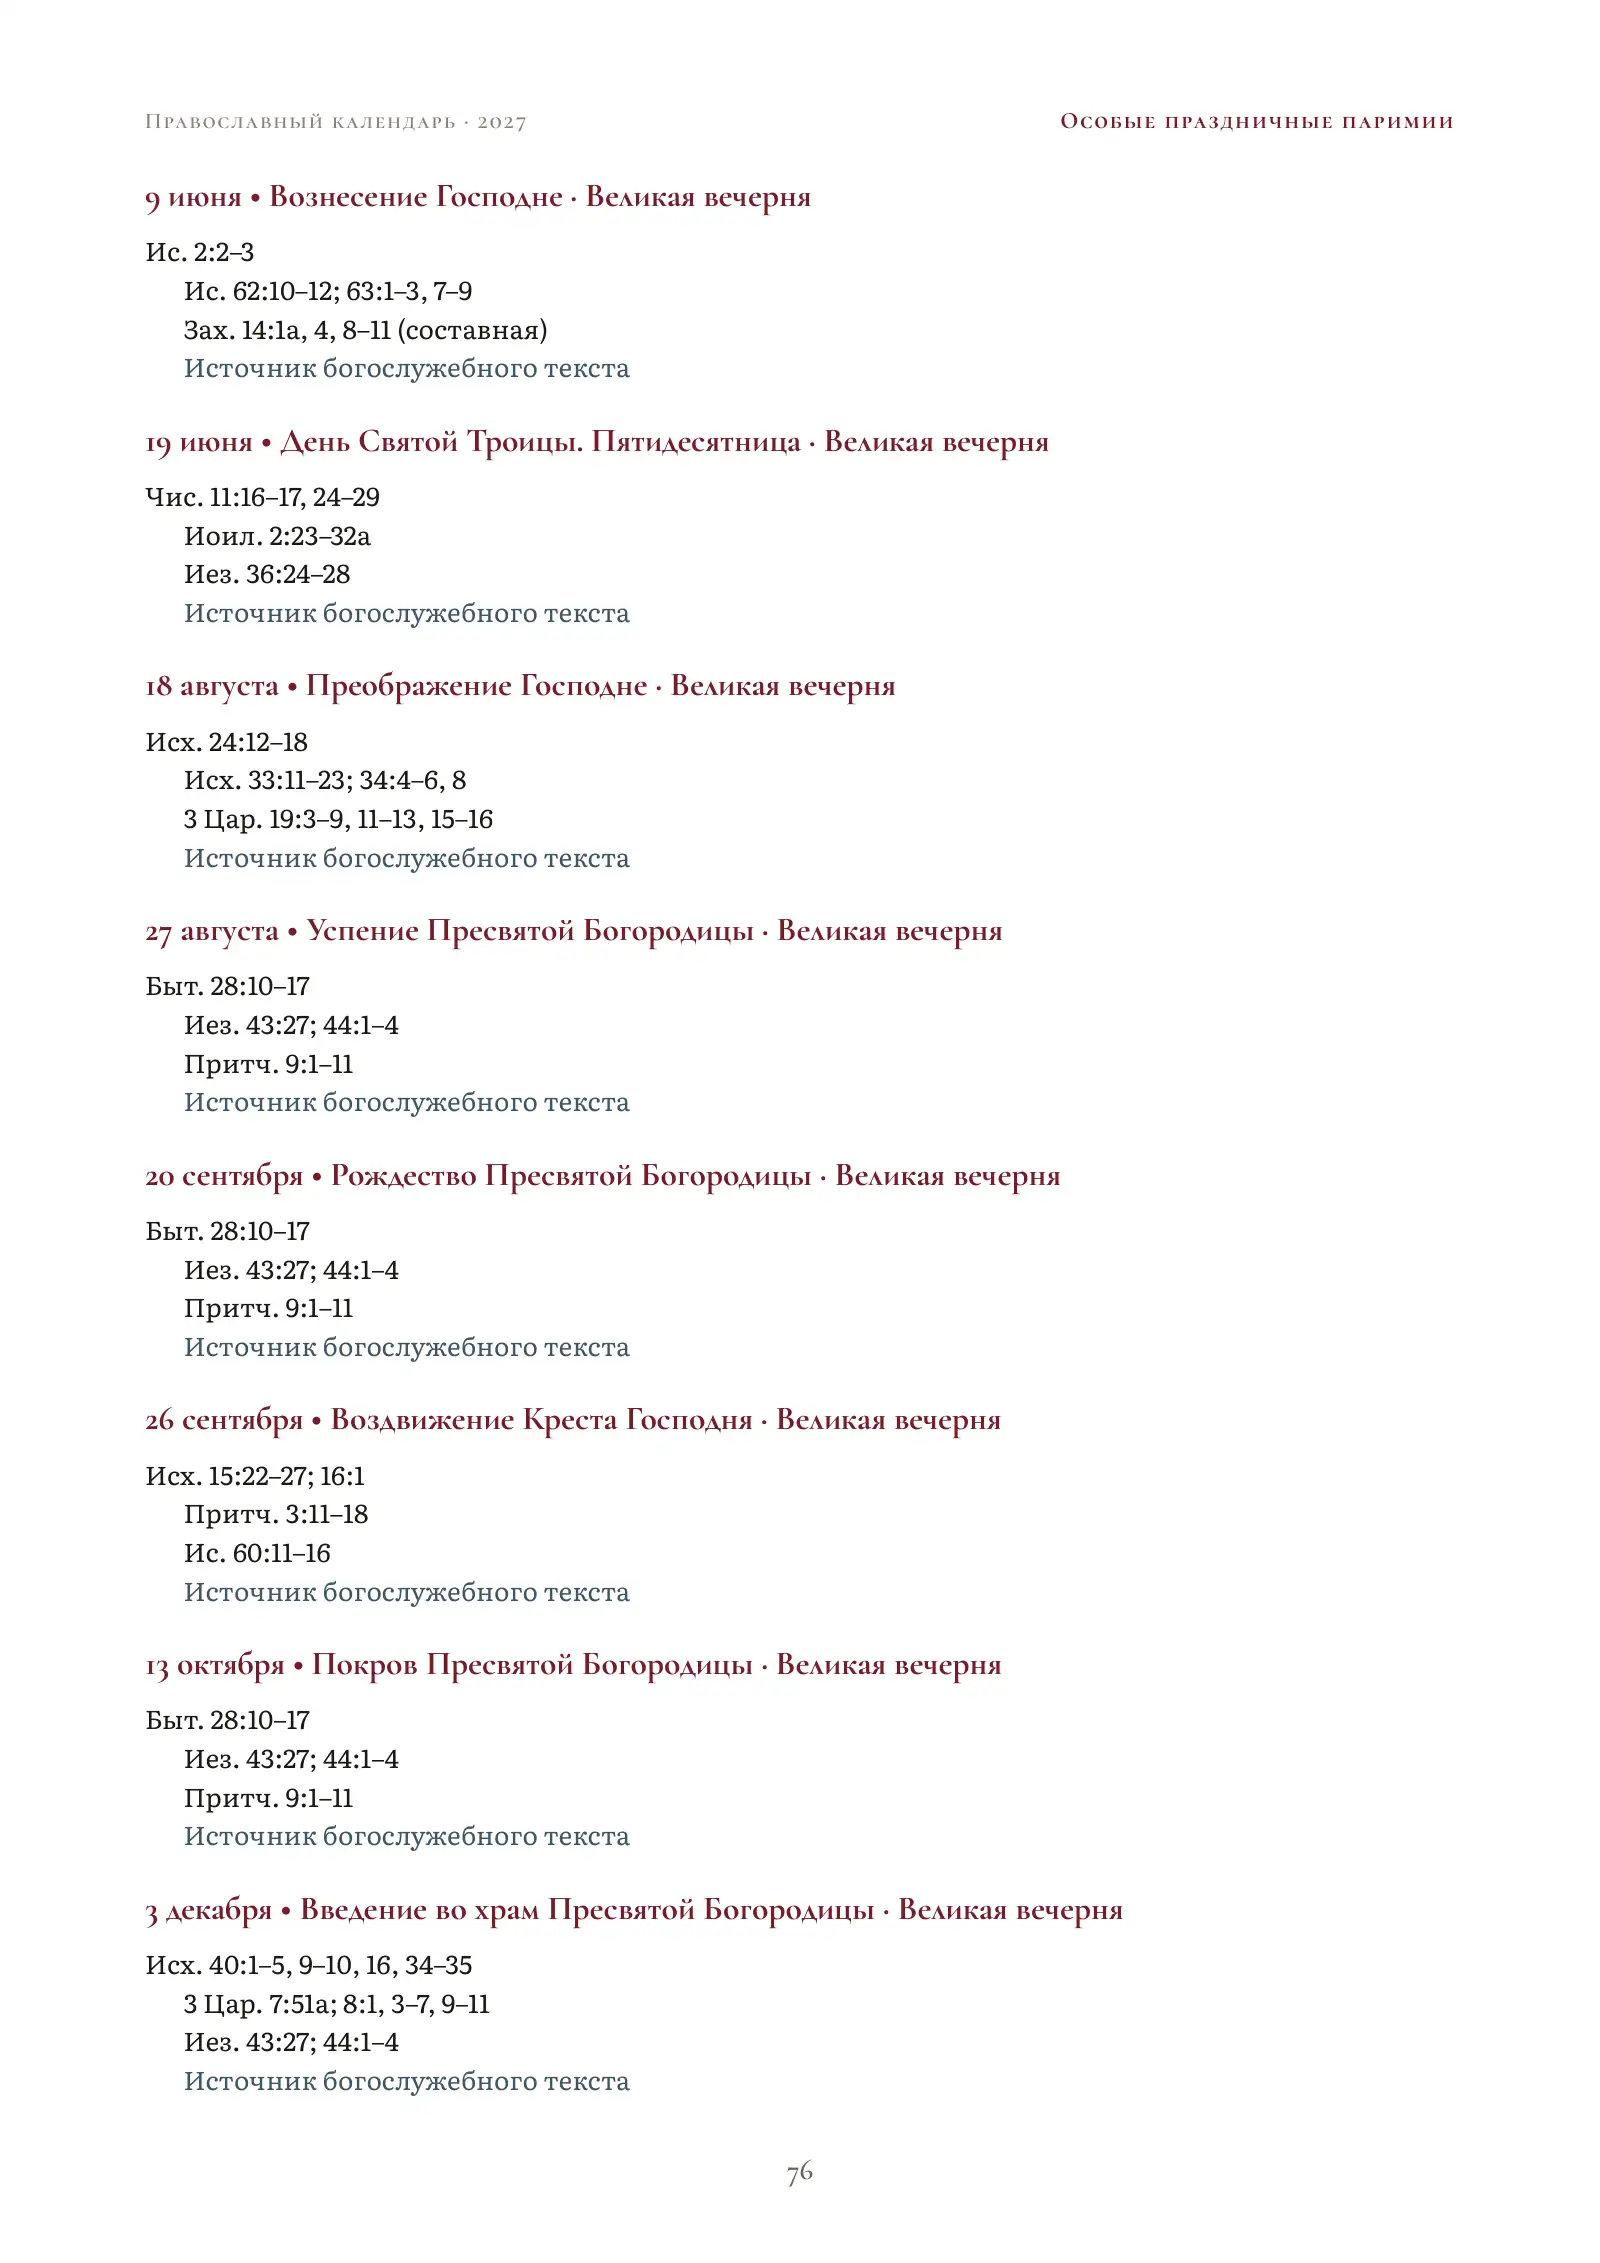 Православный календарь · 2027
Особые праздничные паримии
9 июня • Вознесение Господне · Великая вечерня
Ис. 2:2–3
Ис. 62:10–12; 63:1–3, 7–9
Зах. 14:1а, 4, 8–11 (составная)
Источник богослужебного текста
19 июня • День Святой Троицы. Пятидесятница · Великая вечерня
Чис. 11:16–17, 24–29
Иоил. 2:23–32а
Иез. 36:24–28
Источник богослужебного текста
18 августа • Преображение Господне · Великая вечерня
Исх. 24:12–18
Исх. 33:11–23; 34:4–6, 8
3 Цар. 19:3–9, 11–13, 15–16
Источник богослужебного текста
27 августа • Успение Пресвятой Богородицы · Великая вечерня
Быт. 28:10–17
Иез. 43:27; 44:1–4
Притч. 9:1–11
Источник богослужебного текста
20 сентября • Рождество Пресвятой Богородицы · Великая вечерня
Быт. 28:10–17
Иез. 43:27; 44:1–4
Притч. 9:1–11
Источник богослужебного текста
26 сентября • Воздвижение Креста Господня · Великая вечерня
Исх. 15:22–27; 16:1
Притч. 3:11–18
Ис. 60:11–16
Источник богослужебного текста
13 октября • Покров Пресвятой Богородицы · Великая вечерня
Быт. 28:10–17
Иез. 43:27; 44:1–4
Притч. 9:1–11
Источник богослужебного текста
3 декабря • Введение во храм Пресвятой Богородицы · Великая вечерня
Исх. 40:1–5, 9–10, 16, 34–35
3 Цар. 7:51а; 8:1, 3–7, 9–11
Иез. 43:27; 44:1–4
Источник богослужебного текста
76